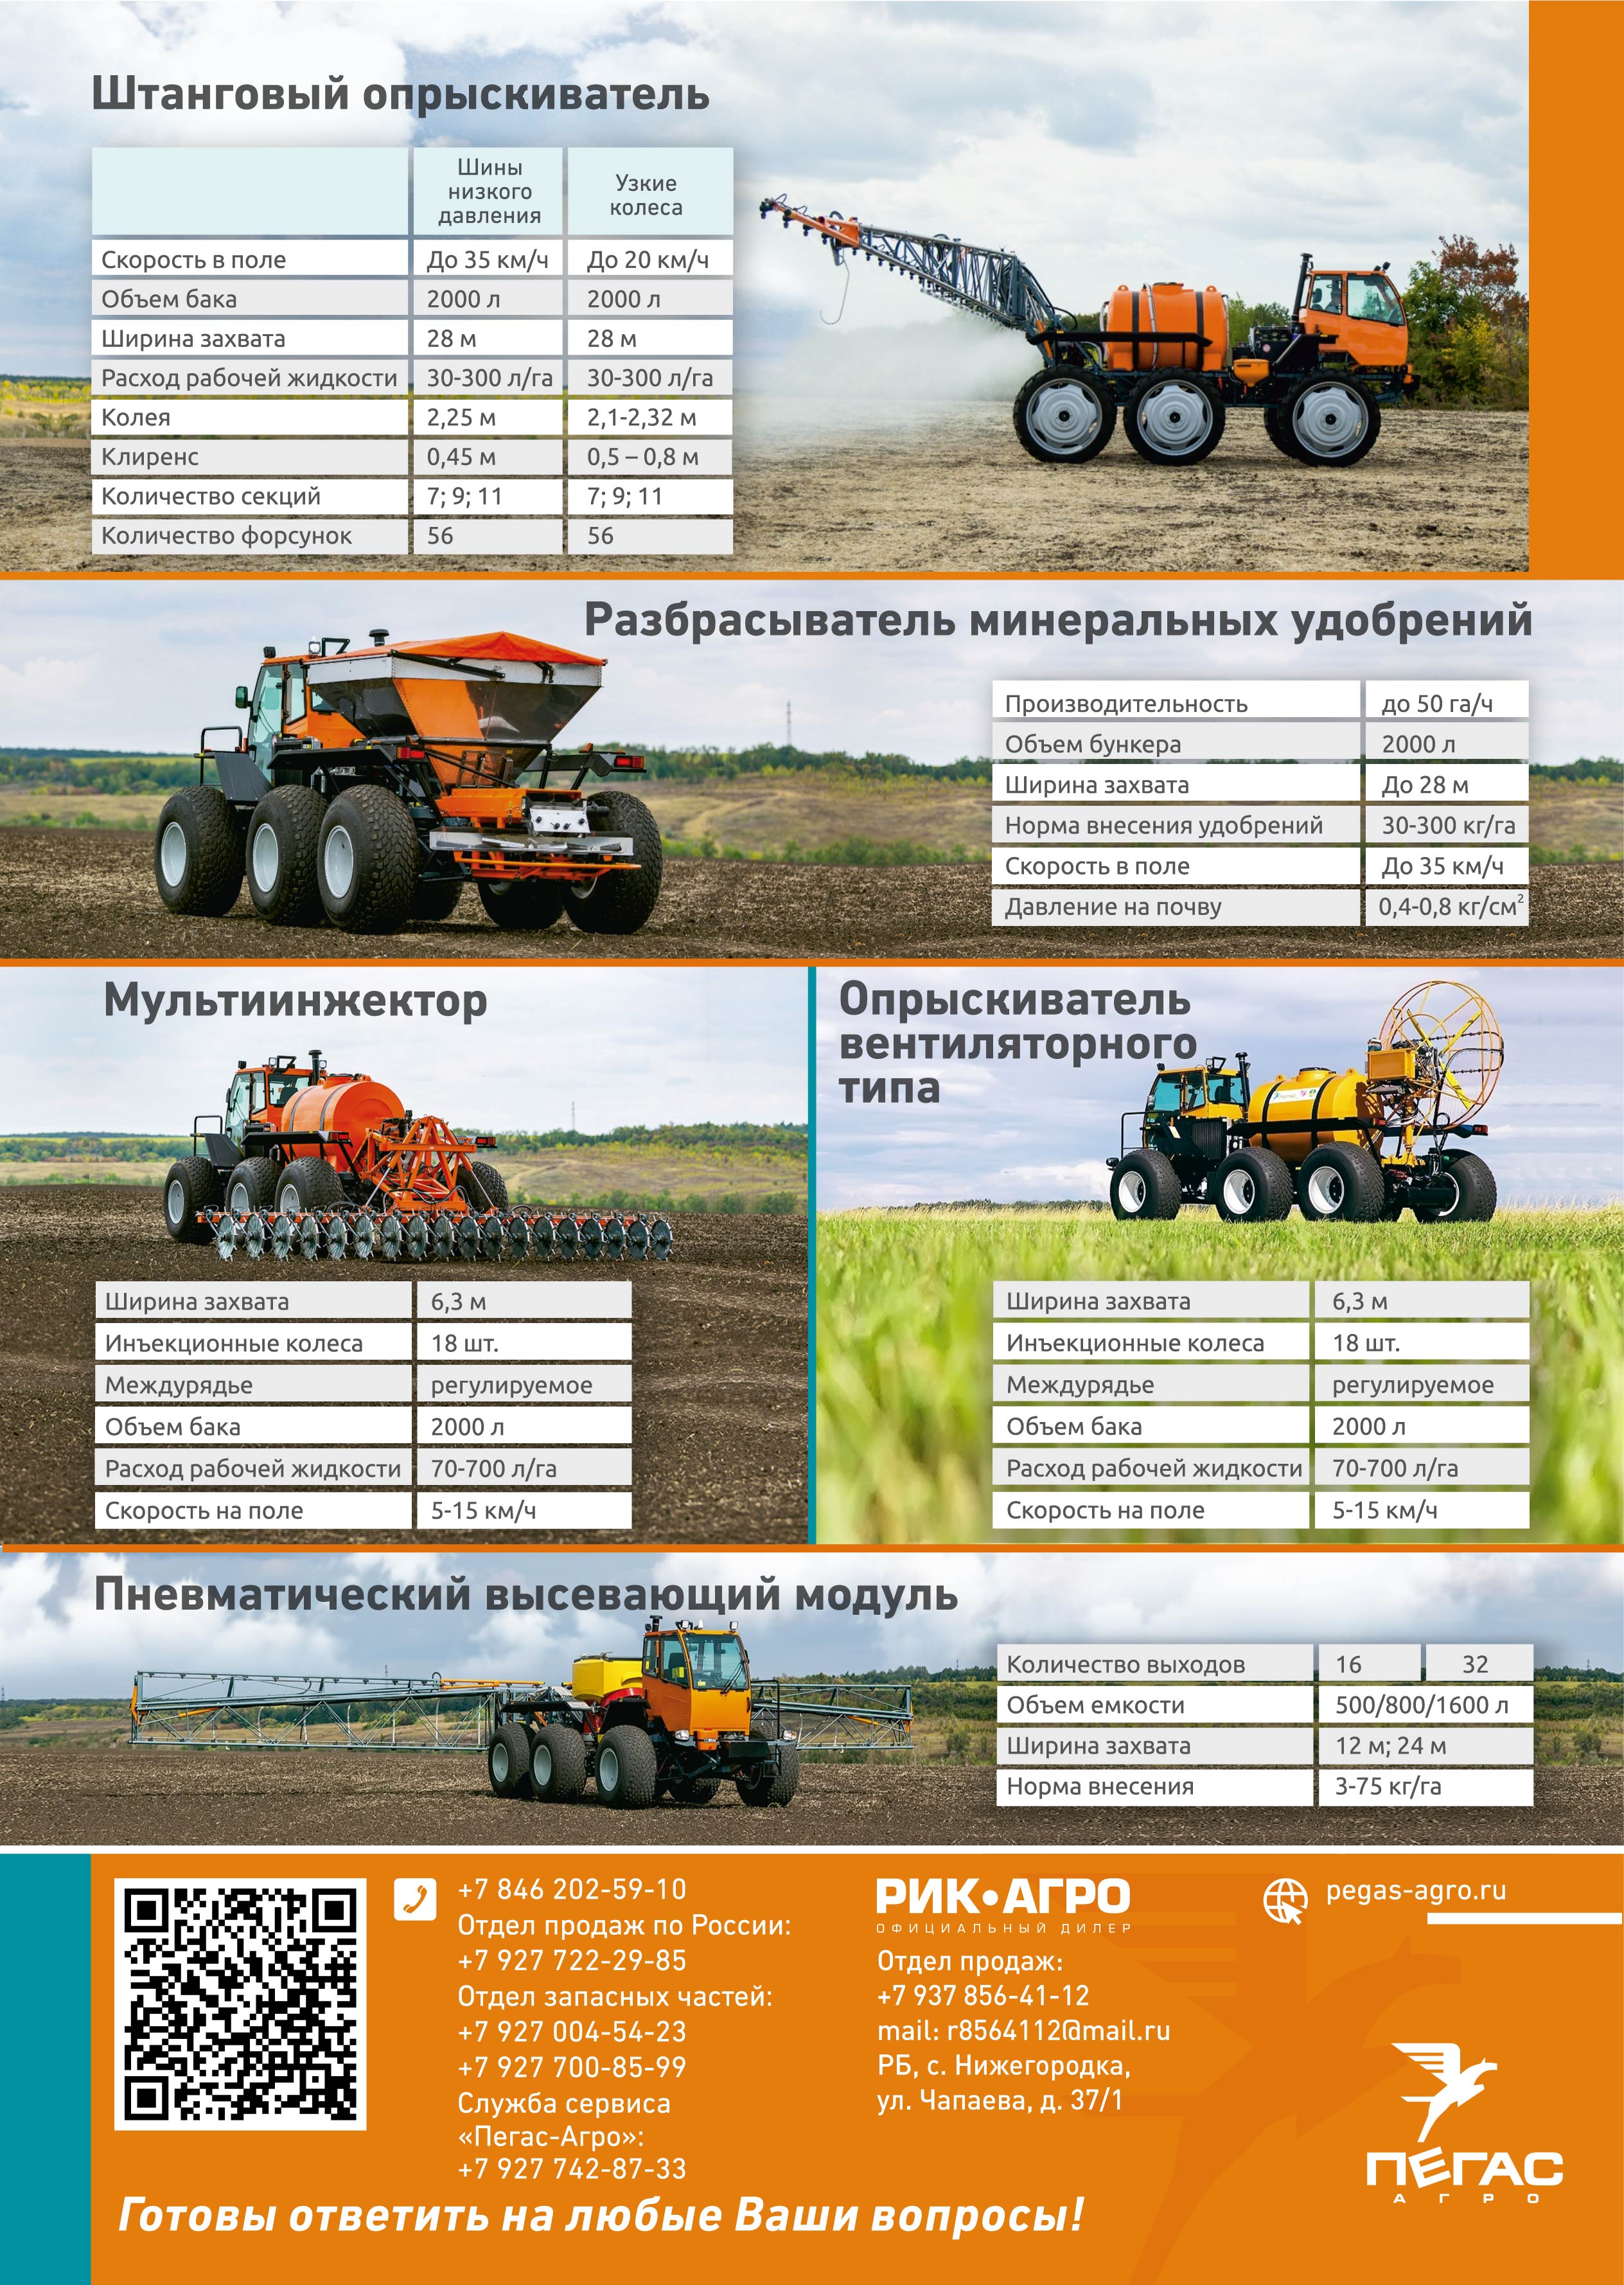 Штанговый опрыскиватель
Шины
низкого
давления
Узкие
колеса
Скорость в поле До 35 км/ч До 20 км/ч
Объем бака 2000 л 2000 л
Ширина захвата 28 м 28 м
Расход рабочей жидкости 30-300 л/га 30-300 л/га
Колея 2,25 м 2,1-2,32 м
Клиренс 0,45 м 0,5 – 0,8 м
Количество секций 7; 9; 11 7; 9; 11
Количество форсунок 56 56
Разбрасыватель минеральных удобрений
Производительность до 50 га/ч
Объем бункера 2000 л
Ширина захвата До 28 м
Норма внесения удобрений 30-300 кг/га
Скорость в поле До 35 км/ч
Давление на почву 0,4-0,8 кг/см²
Мультиинжектор
Ширина захвата 6,3 м
Инъекционные колеса 18 шт.
Междурядье регулируемое
Объем бака 2000 л
Расход рабочей жидкости 70-700 л/га
Скорость на поле 5-15 км/ч
Опрыскиватель
вентиляторного
типа
Ширина захвата 6,3 м
Инъекционные колеса 18 шт.
Междурядье регулируемое
Объем бака 2000 л
Расход рабочей жидкости 70-700 л/га
Скорость на поле 5-15 км/ч
Пневматический высевающий модуль
Количество выходов 16 32
Объем емкости 500/800/1600 л
Ширина захвата 12 м; 24 м
Норма внесения 3-75 кг/га
+7 846 202-59-10
Отдел продаж по России:
+7 927 722-29-85
Отдел запасных частей:
+7 927 004-54-23
+7 927 700-85-99
Служба сервиса
«Пегас-Агро»:
+7 927 742-87-33
РИК•АГРО
ОФИЦИАЛЬНЫЙ ДИЛЕР
Отдел продаж:
+7 937 856-41-12
mail: r8564112@mail.ru
РБ, с. Нижегородка,
ул. Чапаева, д. 37/1
pegas-agro.ru
ПЕГАС
АГРО
Готовы ответить на любые Ваши вопросы!